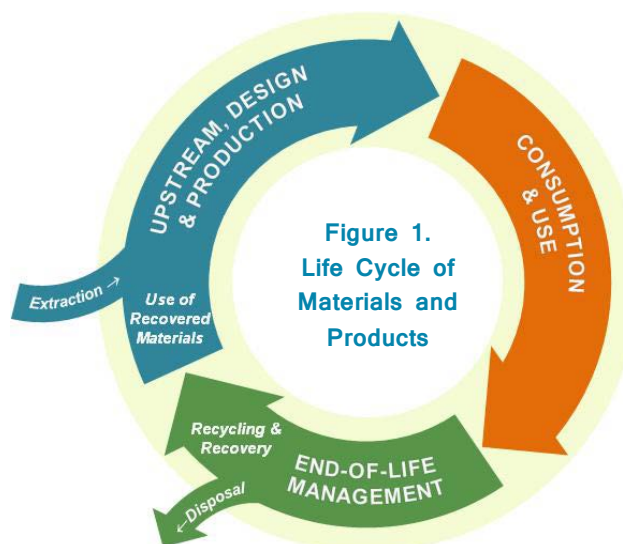 UPSTREAM, DESIGN
& PRODUCTION
CONSUMPTION
& USE
Figure 1.
Life Cycle of
Materials and
Products
Extraction →
Use of
Recovered
Materials
Recycling &
Recovery
END-OF-LIFE
MANAGEMENT
←Disposal